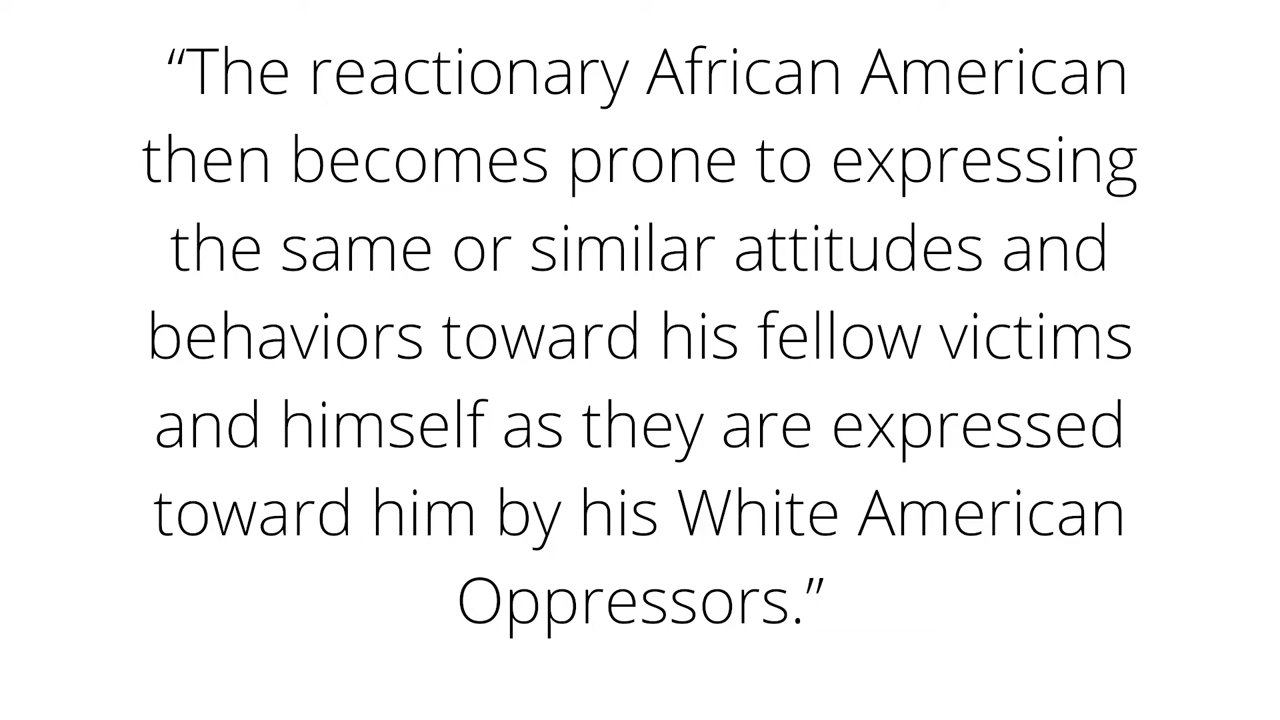 “The reactionary African American
then becomes prone to expressing
the same or similar attitudes and
behaviors toward his fellow victims
and himself as they are expressed
toward him by his White American
Oppressors.”